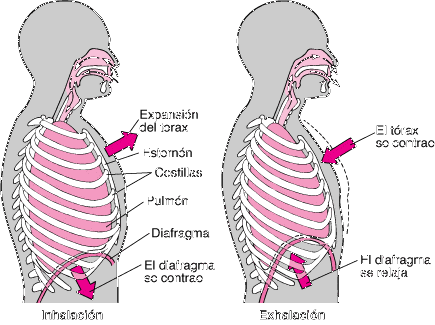 Expansión
del tórax
Esternón
Costillas
Pulmón
Diafragma
El diafragma
se contrae
Inhalación
El tórax
se contrae
El diafragma
se relaja
Exhalación